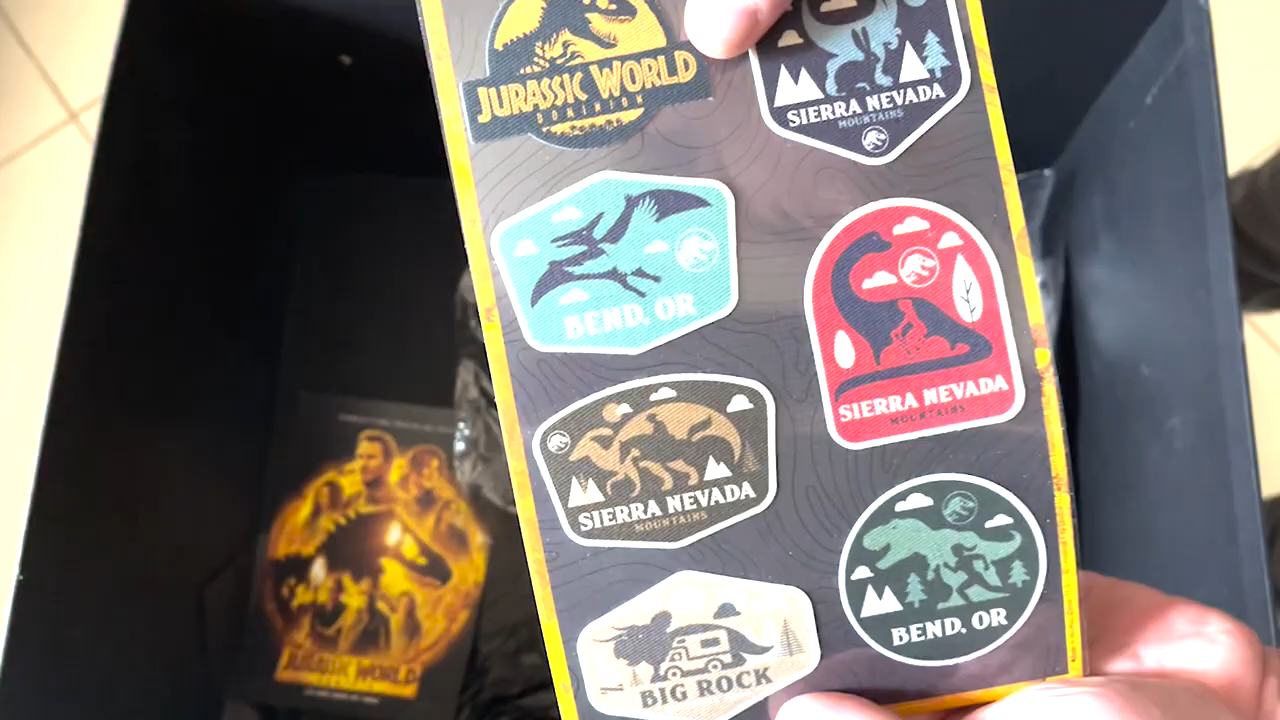 JURASSIC WORLD
DOMINION
SIERRA NEVADA
MOUNTAINS
BEND, OR
SIERRA NEVADA
MOUNTAINS
SIERRA NEVADA
MOUNTAINS
BEND, OR
BIG ROCK
JURASSIC WORLD